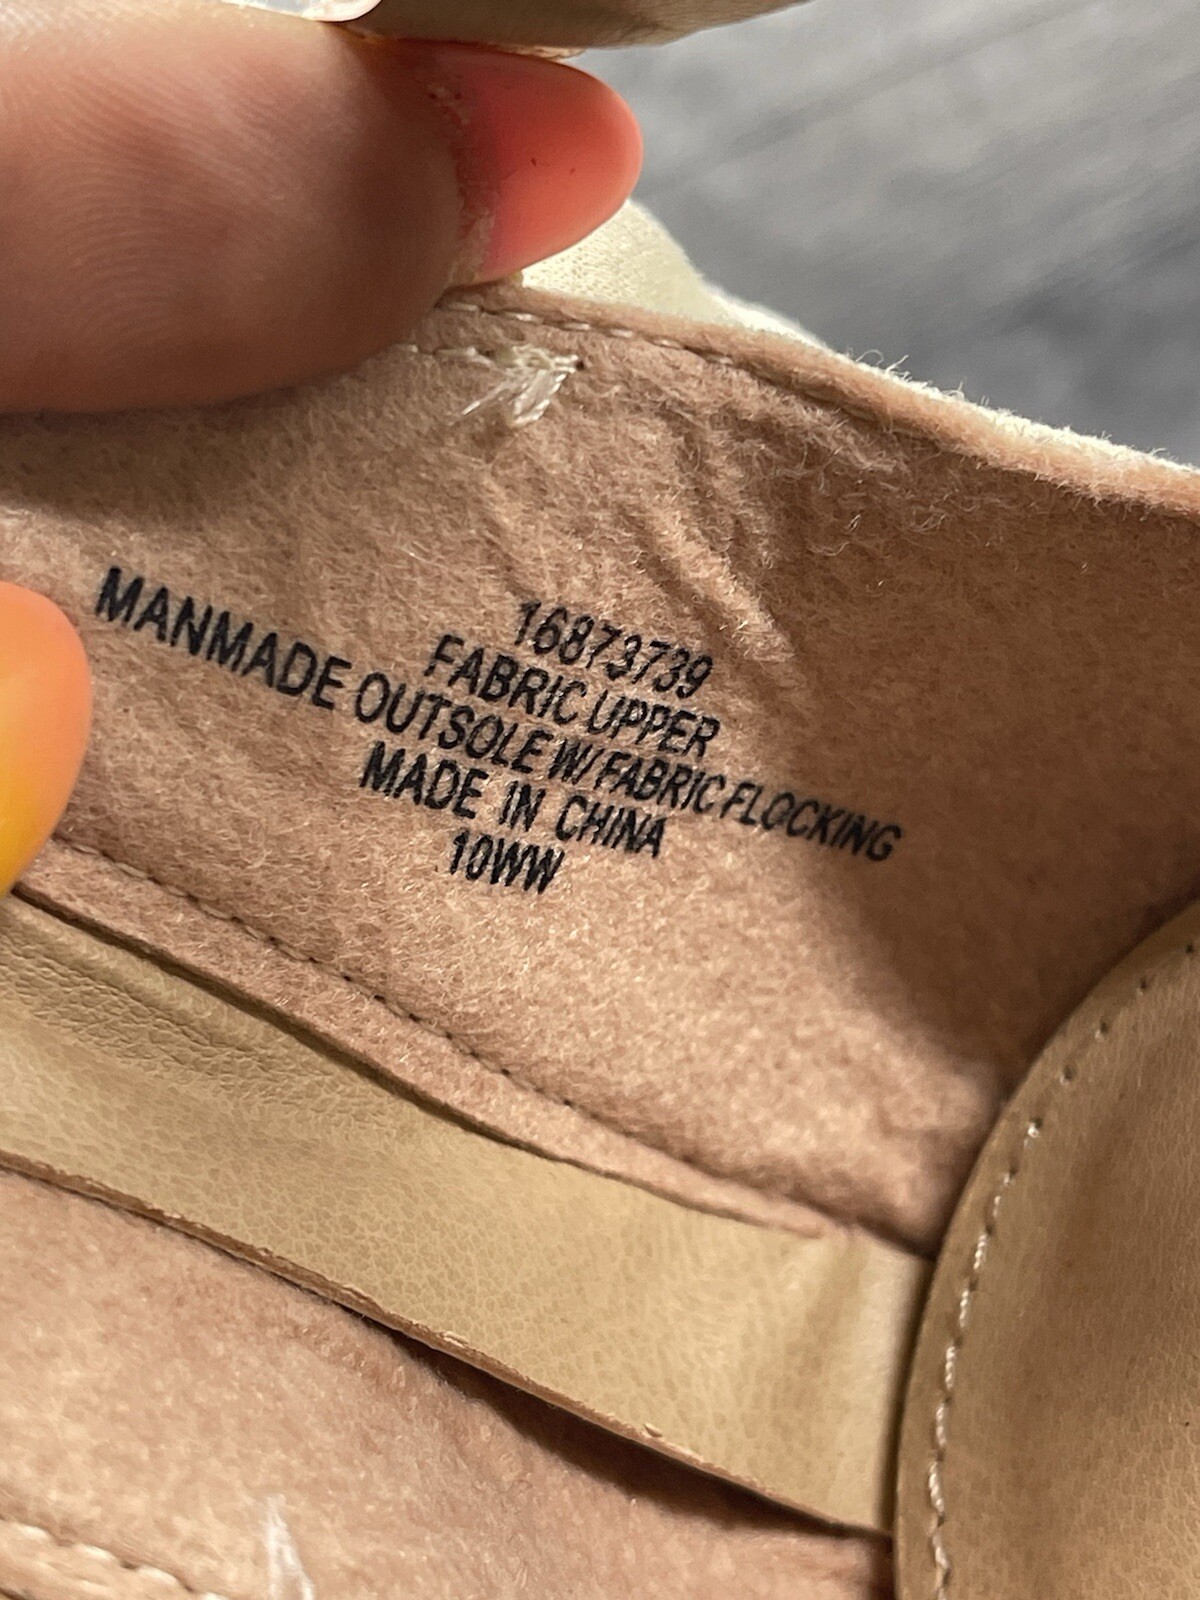 16873739
FABRIC UPPER
MANMADE OUTSOLE W/ FABRIC FLOCKING
MADE IN CHINA
10WW